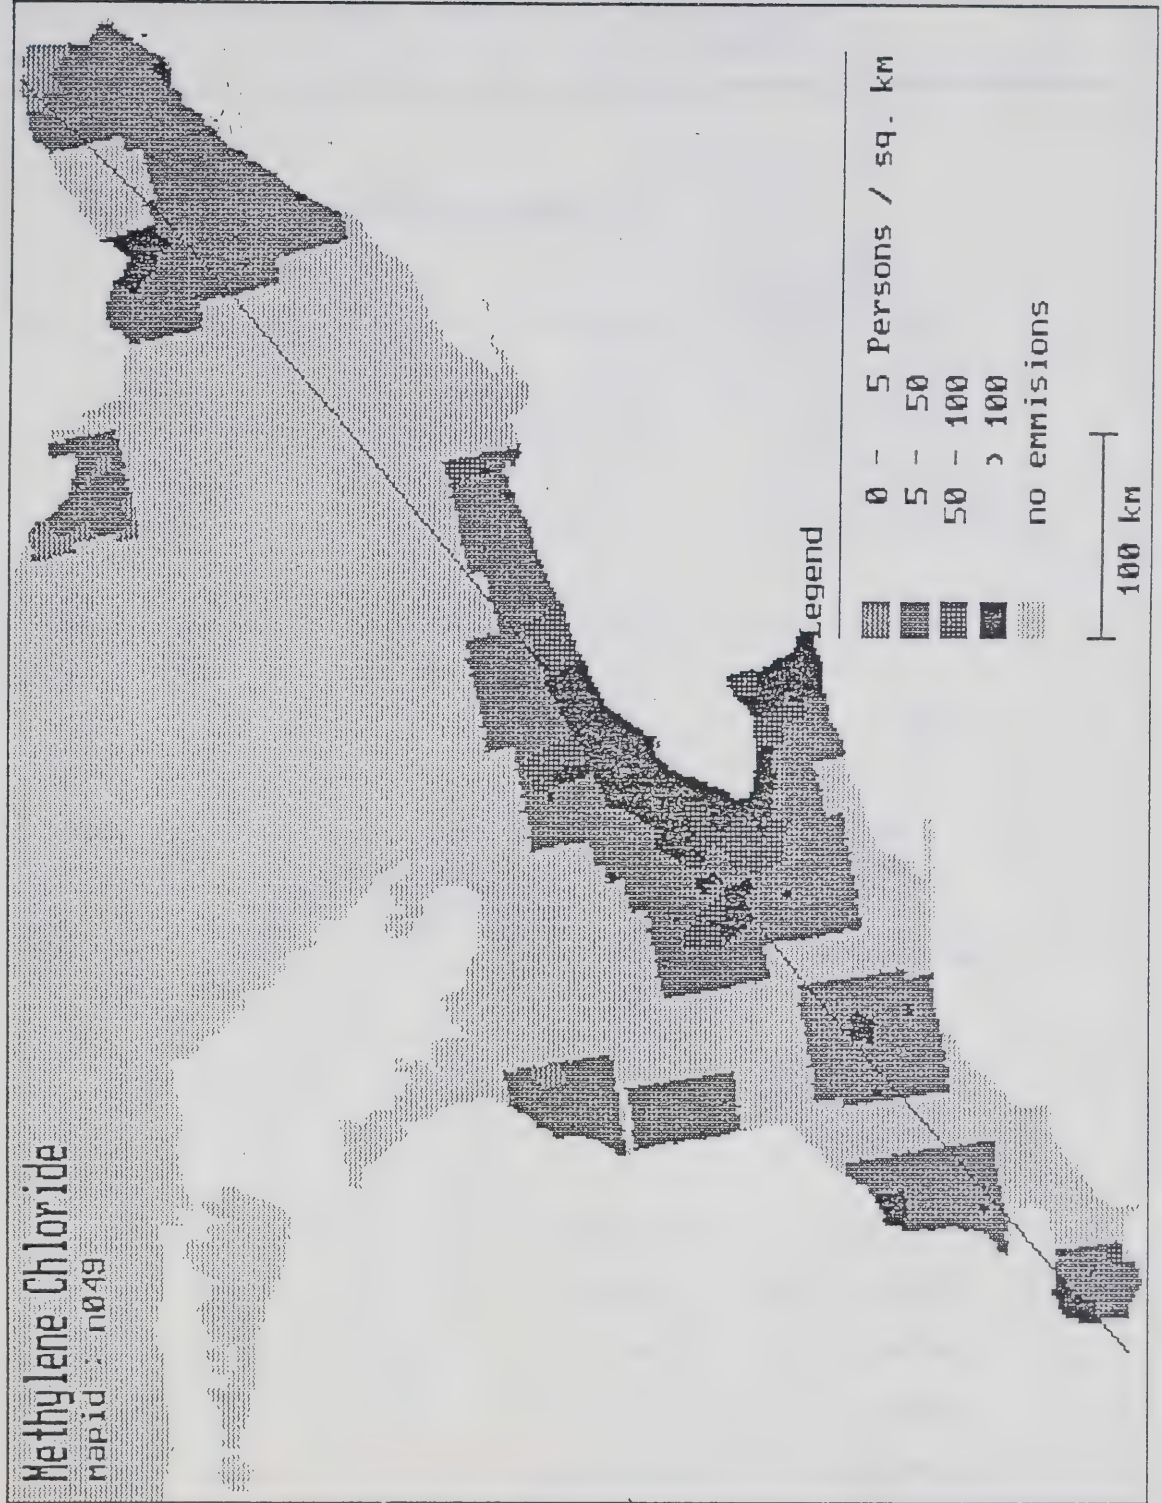 Methylene Chloride
mapid : n049
Legend
0 - 5 Persons / sq. km
5 - 50
50 - 100
> 100
no emmisions
100 km